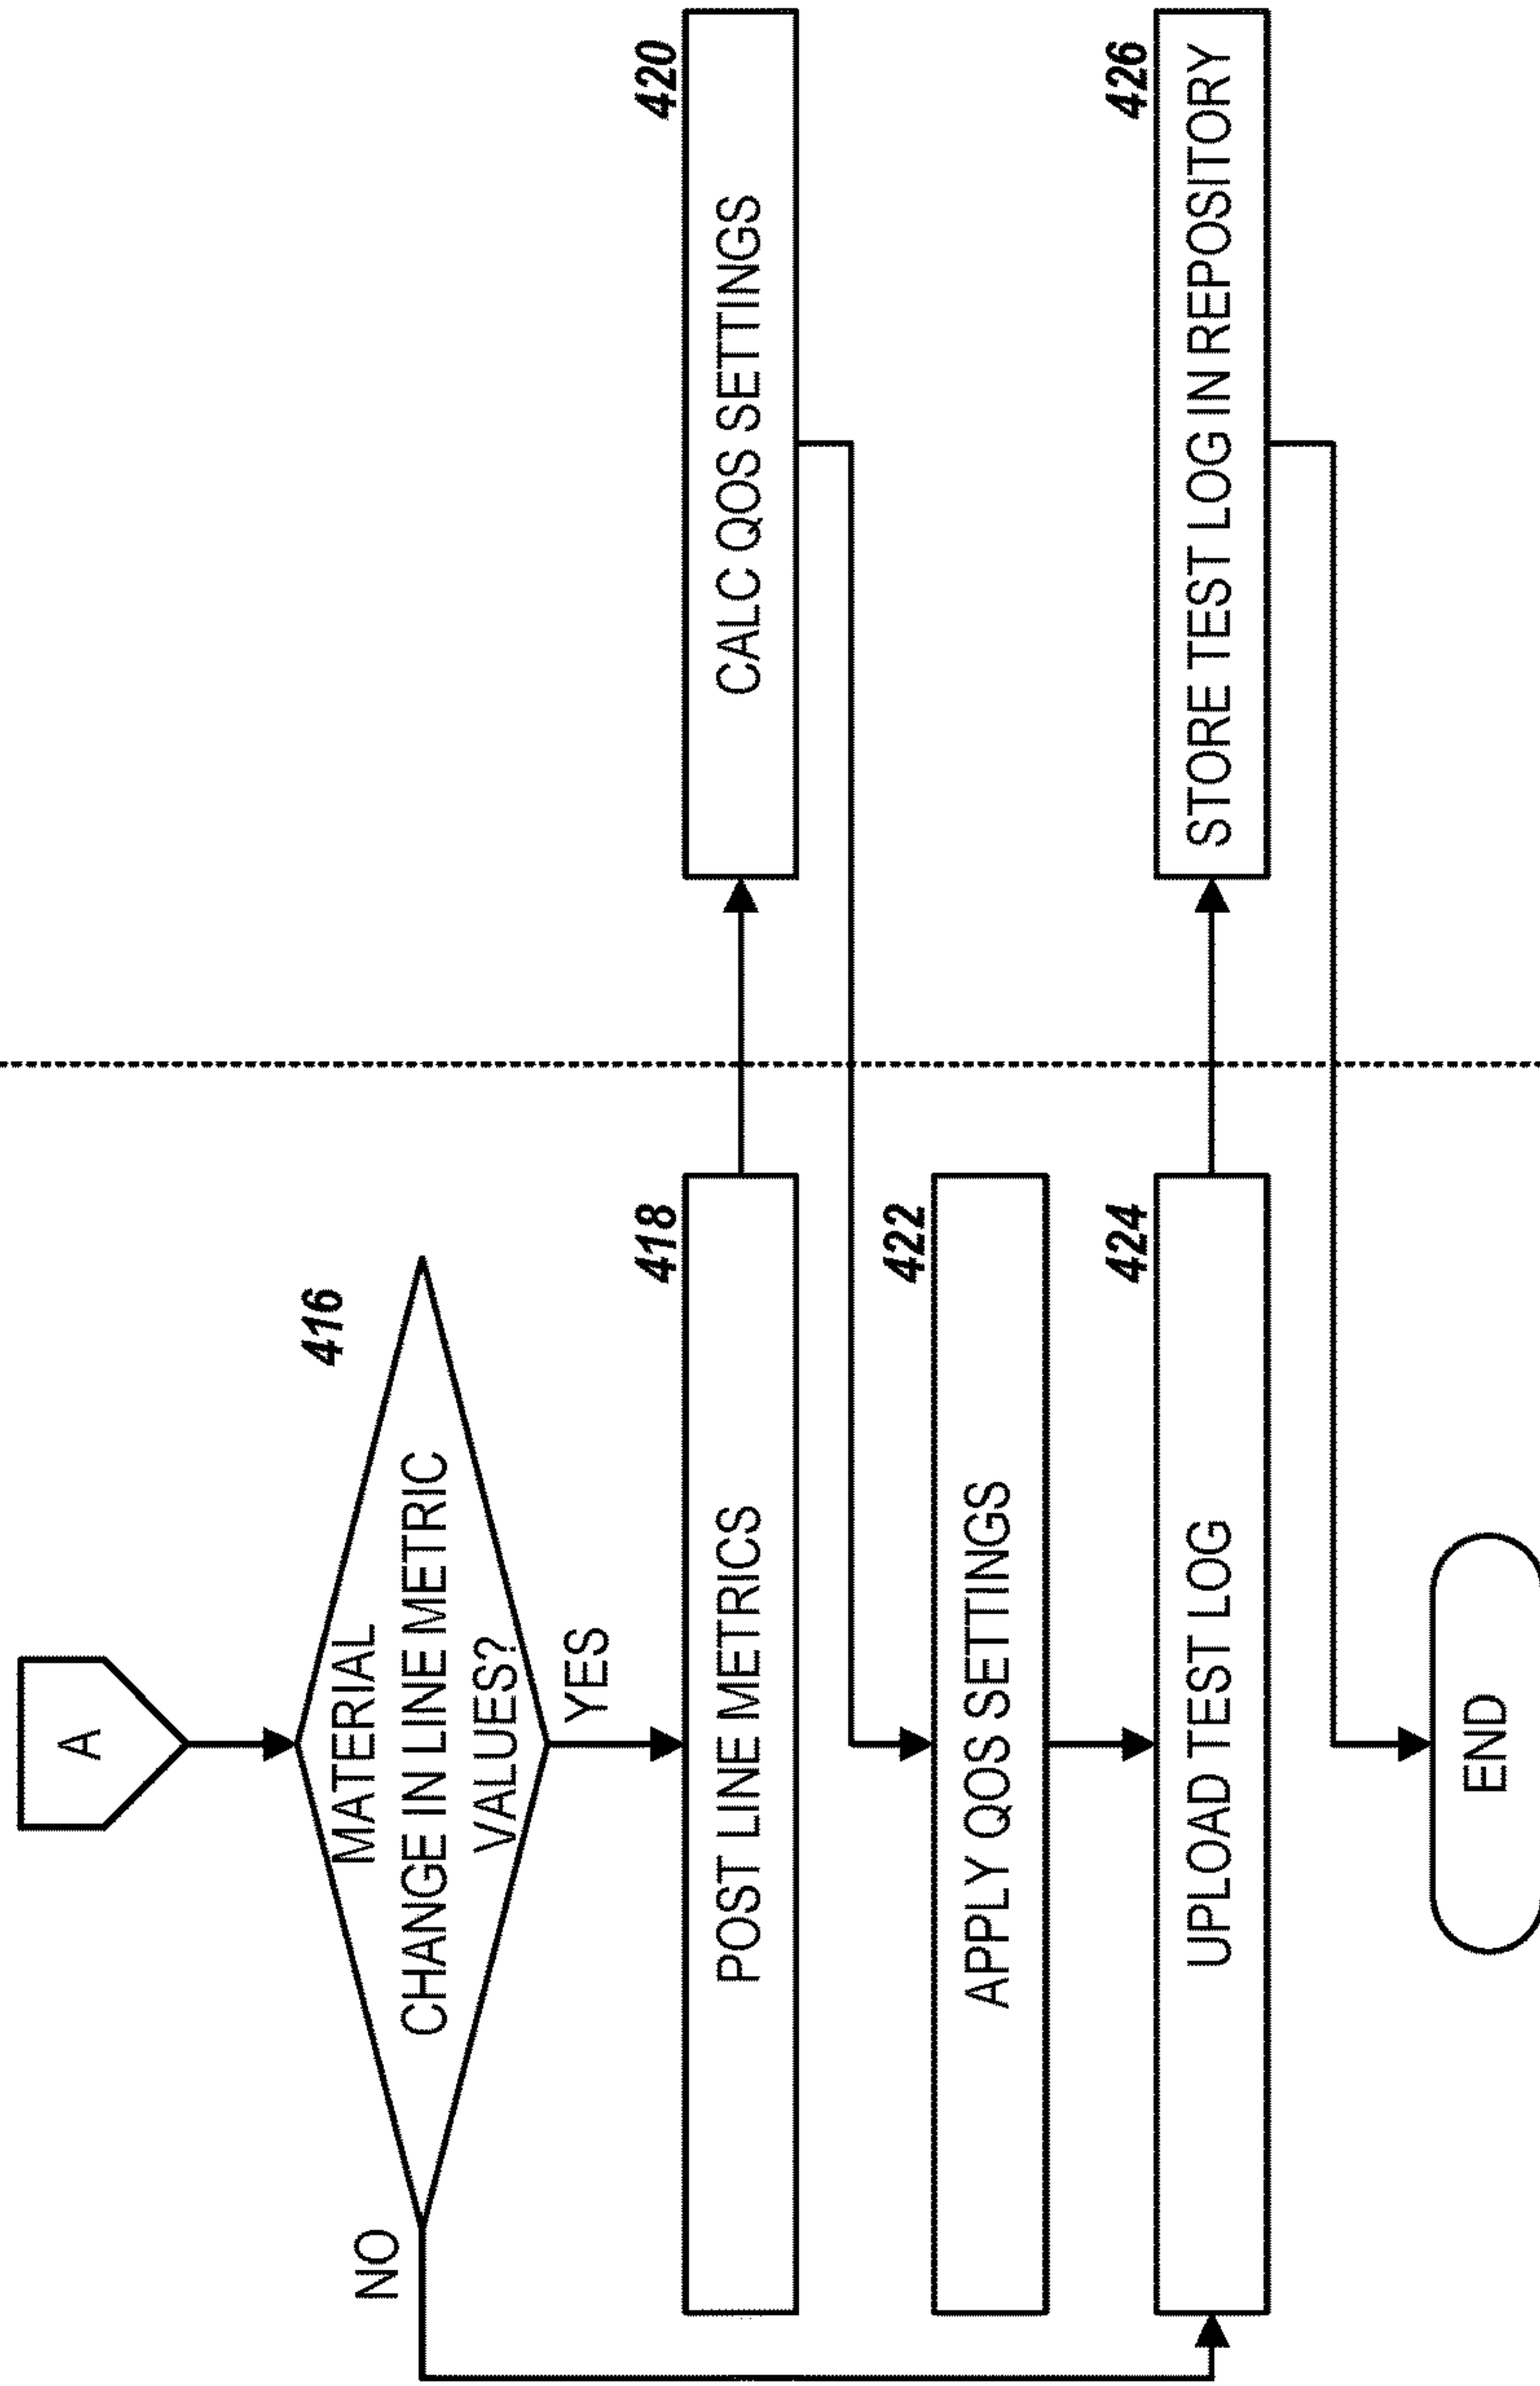 A
416
MATERIAL
CHANGE IN LINE METRIC
VALUES?
NO
YES
418
POST LINE METRICS
420
CALC QOS SETTINGS
422
APPLY QOS SETTINGS
424
UPLOAD TEST LOG
426
STORE TEST LOG IN REPOSITORY
END